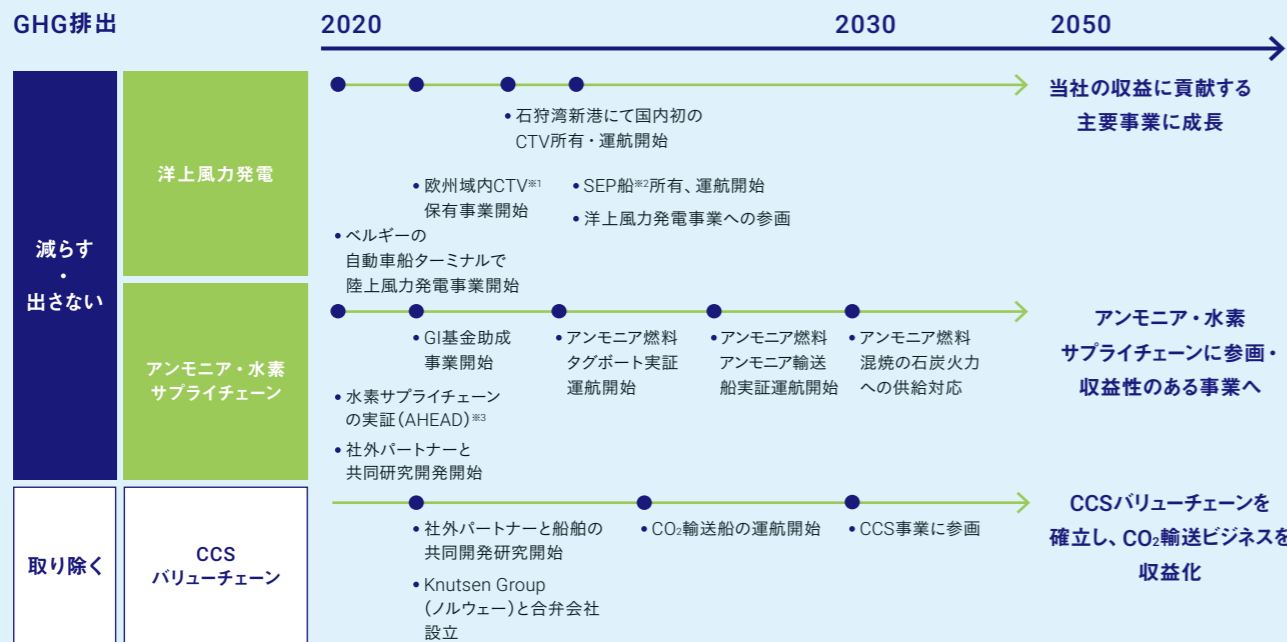 GHG排出
2020
2030
2050
減らす
・
出さない
洋上風力発電
• 石狩湾新港にて国内初の
CTV所有・運航開始
• 欧州域内CTV※1
保有事業開始
• SEP船※2所有、運航開始
• 洋上風力発電事業への参画
• ベルギーの
自動車船ターミナルで
陸上風力発電事業開始
当社の収益に貢献する
主要事業に成長
アンモニア・水素
サプライチェーン
• GI基金助成
事業開始
• アンモニア燃料
タグボート実証
運航開始
• アンモニア燃料
アンモニア輸送
船実証運航開始
• アンモニア燃料
混焼の石炭火力
への供給対応
• 水素サプライチェーン
の実証(AHEAD)※3
• 社外パートナーと
共同研究開発開始
アンモニア・水素
サプライチェーンに参画・
収益性のある事業へ
取り除く
CCS
バリューチェーン
• 社外パートナーと船舶の
共同開発研究開始
• Knutsen Group
(ノルウェー)と合弁会社
設立
• CO₂輸送船の運航開始
• CCS事業に参画
CCSバリューチェーンを
確立し、CO₂輸送ビジネスを
収益化